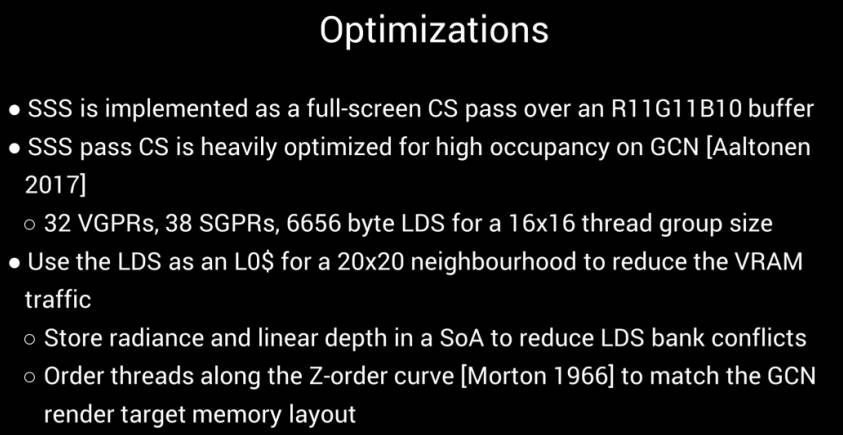 Optimizations
● SSS is implemented as a full-screen CS pass over an R11G11B10 buffer
● SSS pass CS is heavily optimized for high occupancy on GCN [Aaltonen
2017]
○ 32 VGPRs, 38 SGPRs, 6656 byte LDS for a 16x16 thread group size
● Use the LDS as an L0$ for a 20x20 neighbourhood to reduce the VRAM
traffic
○ Store radiance and linear depth in a SoA to reduce LDS bank conflicts
○ Order threads along the Z-order curve [Morton 1966] to match the GCN
render target memory layout